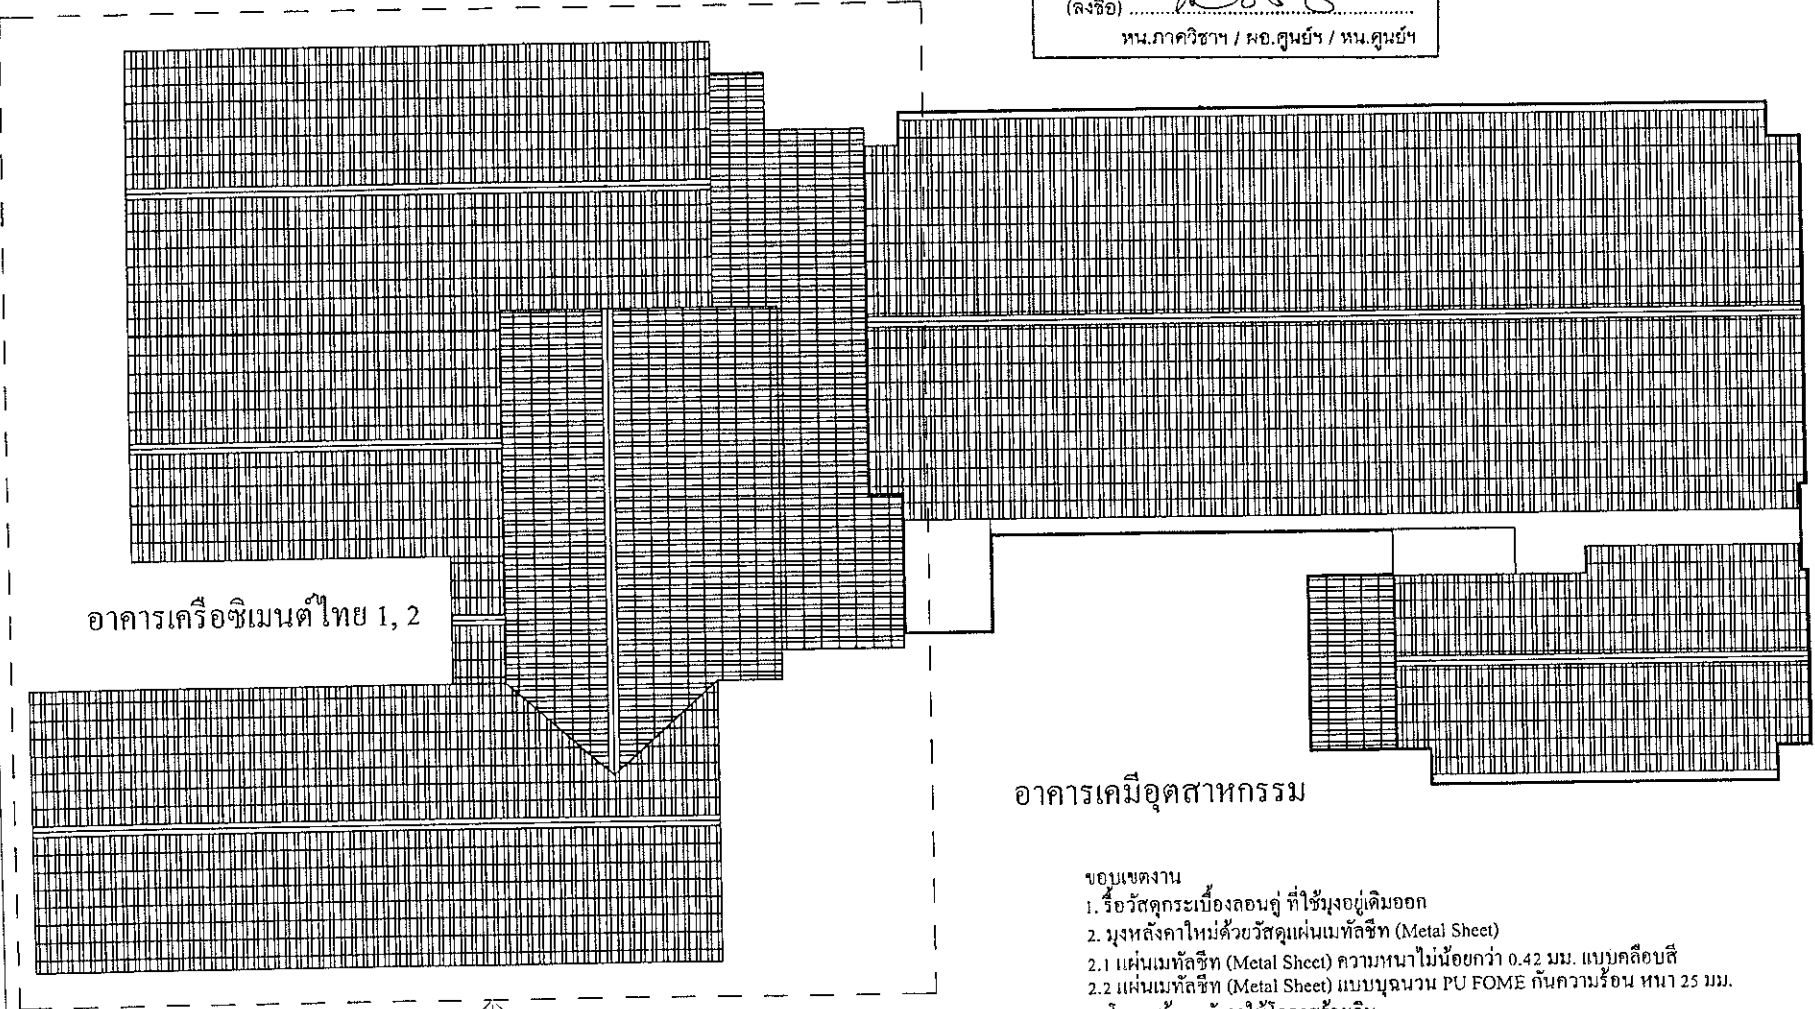 (ลงชื่อ)
หน.ภาควิชาฯ / ผอ.ศูนย์ฯ / หน.ศูนย์ฯ
อาคารเครือซิเมนต์ไทย 1, 2
อาคารเคมีอุตสาหกรรม
ขอบเขตงาน
1. รื้อวัสดุกระเบื้องลอนคู่ ที่ใช้มุงอยู่เดิมออก
2. มุงหลังคาใหม่ด้วยวัสดุแผ่นเมทัลชีท (Metal Sheet)
2.1 แผ่นเมทัลชีท (Metal Sheet) ความหนาไม่น้อยกว่า 0.42 มม. แบบคลือบสี
2.2 แผ่นเมทัลชีท (Metal Sheet) แบบบุฉนวน PU FOME กันความร้อน หนา 25 มม.